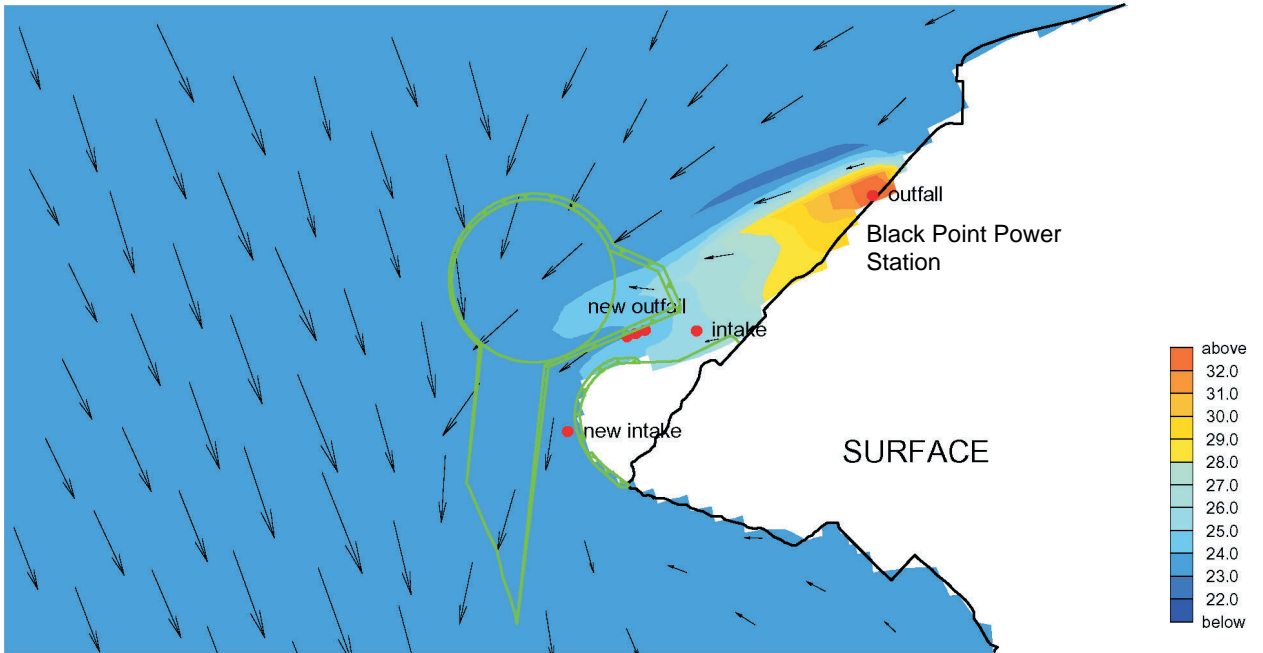 outfall
Black Point Power
Station
new outfall
intake
new intake
SURFACE
above
32.0
31.0
30.0
29.0
28.0
27.0
26.0
25.0
24.0
23.0
22.0
below